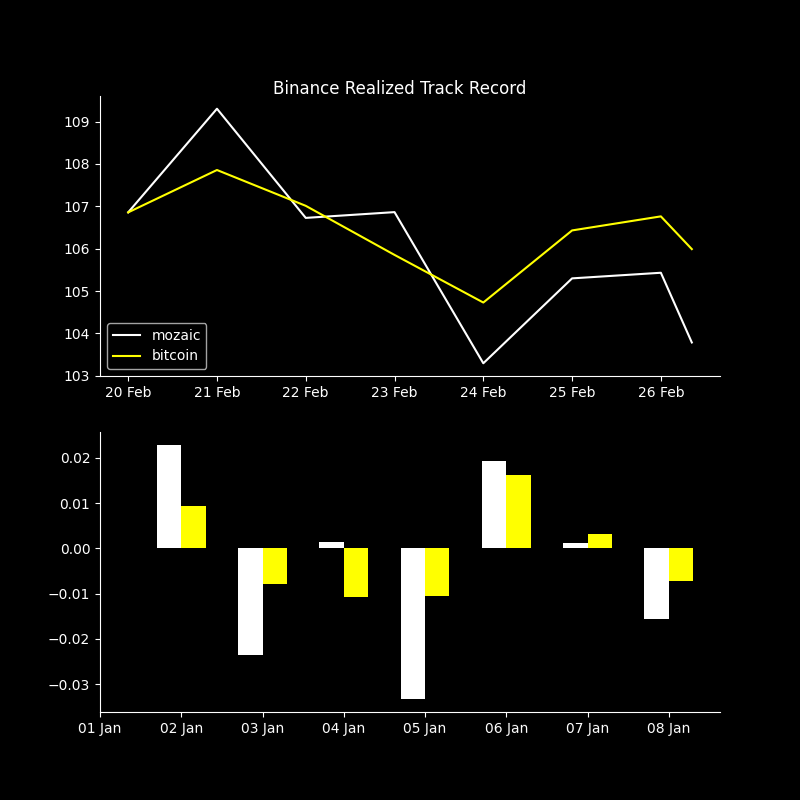 Binance Realized Track Record
109
108
107
106
105
104
103
mozaic
bitcoin
20 Feb 21 Feb 22 Feb 23 Feb 24 Feb 25 Feb 26 Feb
0.02
0.01
0.00
−0.01
−0.02
−0.03
01 Jan 02 Jan 03 Jan 04 Jan 05 Jan 06 Jan 07 Jan 08 Jan